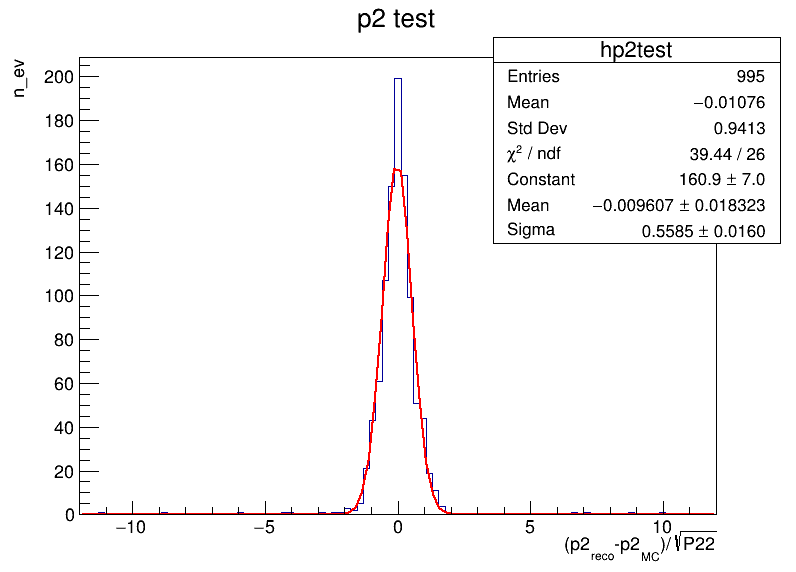 p2 test
hp2test
Entries 995
Mean −0.01076
Std Dev 0.9413
χ² / ndf 39.44 / 26
Constant 160.9 ± 7.0
Mean −0.009607 ± 0.018323
Sigma 0.5585 ± 0.0160
n_ev
200
180
160
140
120
100
80
60
40
20
0
−10 −5 0 5 10
(p2reco-p2MC)/√P22